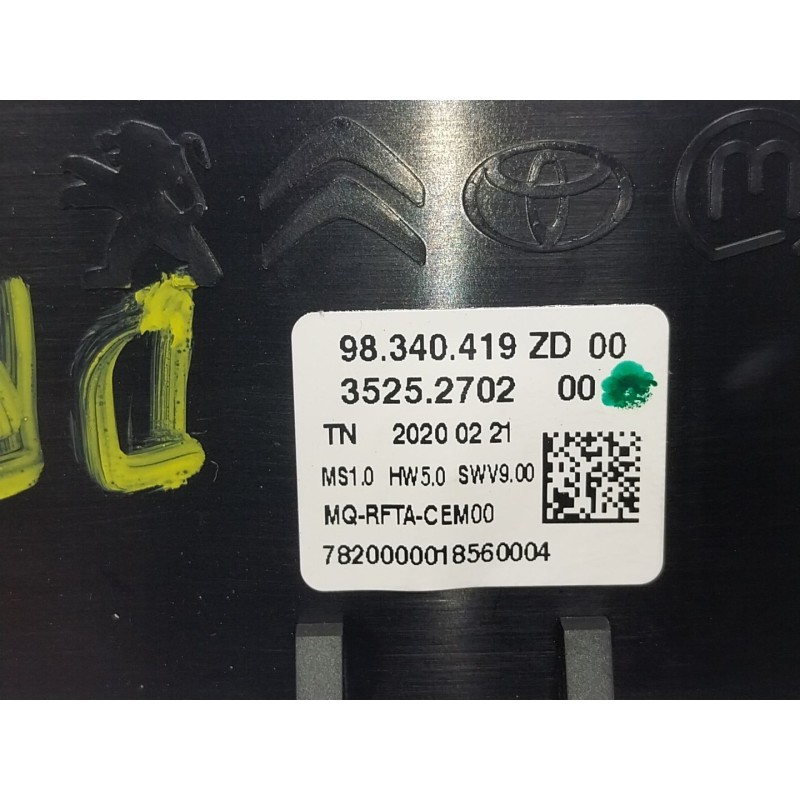 98.340.419 ZD 00
3525.2702 00
TN 2020 02 21
MS1.0 HW5.0 SWV9.00
MQ-RFTA-CEM00
7820000018560004